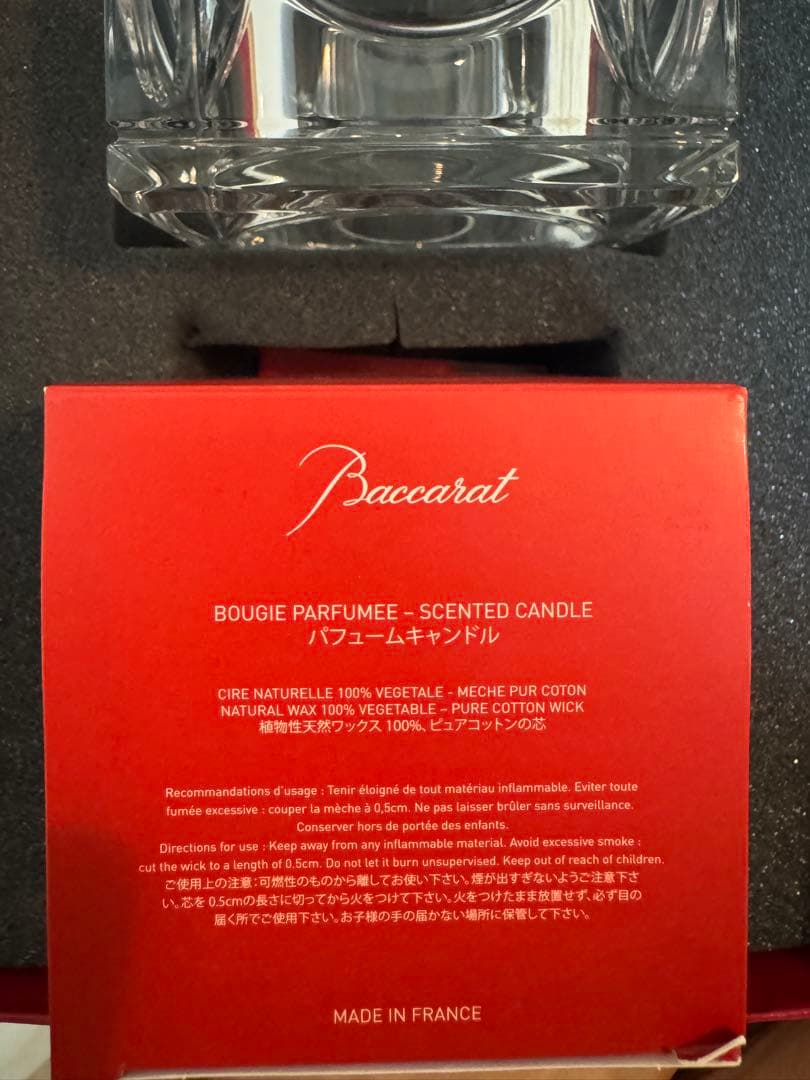 Baccarat
BOUGIE PARFUMEE – SCENTED CANDLE
パフュームキャンドル
CIRE NATURELLE 100% VEGETALE - MECHE PUR COTON
NATURAL WAX 100% VEGETABLE – PURE COTTON WICK
植物性天然ワックス 100%、ピュアコットンの芯
Recommandations d'usage : Tenir éloigné de tout matériau inflammable. Eviter toute
fumée excessive : couper la mèche à 0,5cm. Ne pas laisser brûler sans surveillance.
Conserver hors de portée des enfants.
Directions for use : Keep away from any inflammable material. Avoid excessive smoke :
cut the wick to a length of 0.5cm. Do not let it burn unsupervised. Keep out of reach of children.
ご使用上の注意：可燃性のものから離してお使い下さい。煙が出すぎないようご注意下さ
い。芯を 0.5cmの長さに切ってから火をつけて下さい。火をつけたまま放置せず、必ず目の
届く所でご使用下さい。お子様の手の届かない場所に保管して下さい。
MADE IN FRANCE